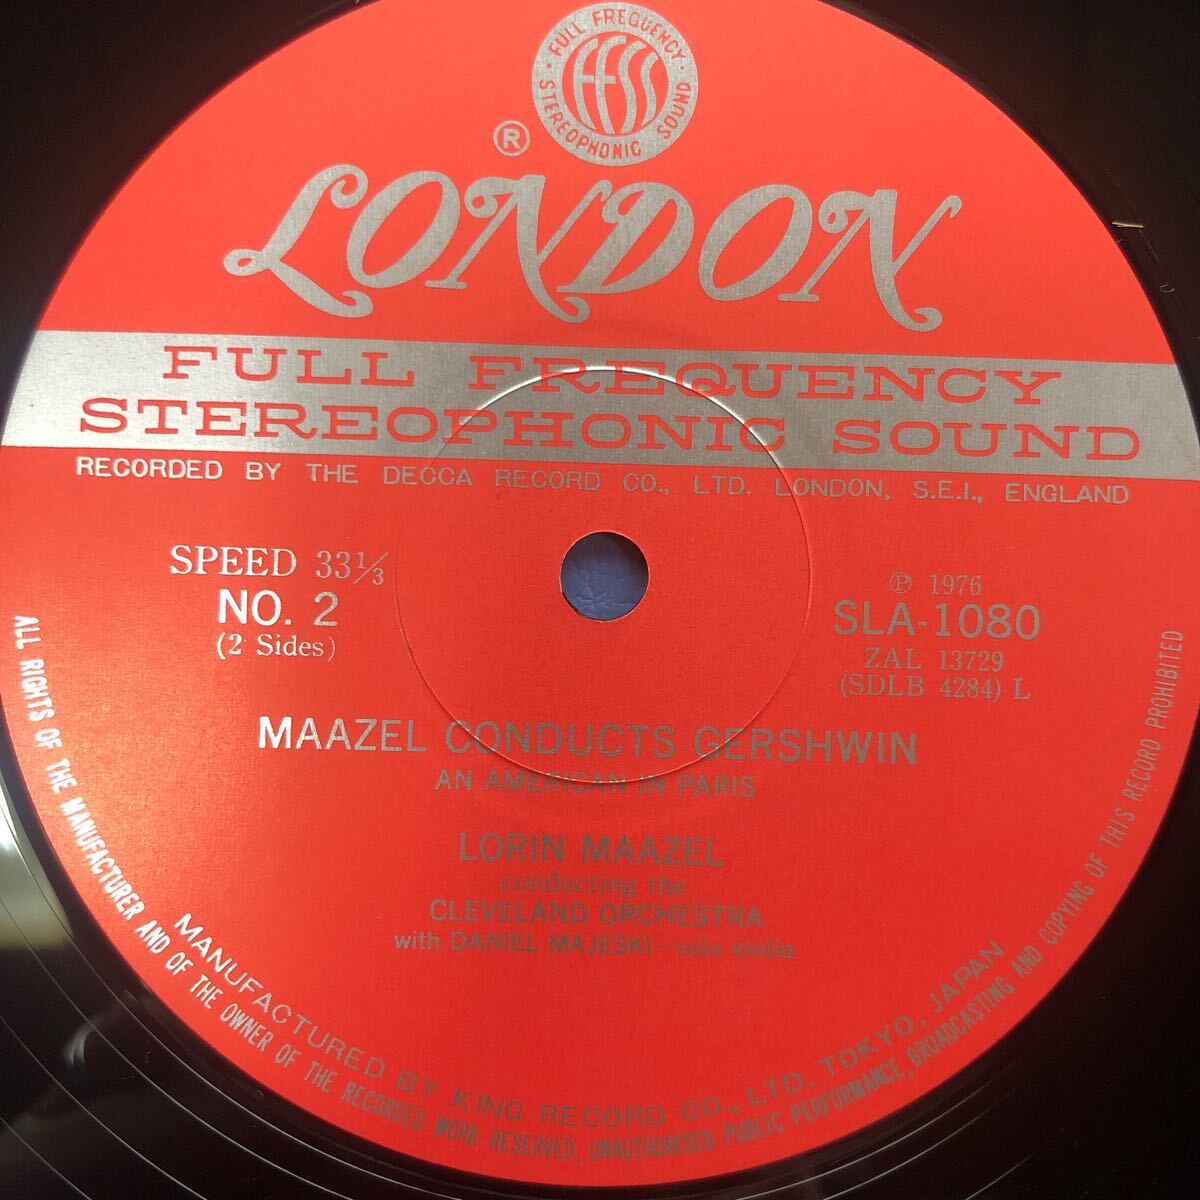 · FULL FREQUENCY ·
FFSS
STEREOPHONIC SOUND
®
LONDON
FULL FREQUENCY
STEREOPHONIC SOUND
RECORDED BY THE DECCA RECORD CO., LTD. LONDON, S.E.I., ENGLAND
SPEED 33⅓
NO. 2
(2 Sides)
℗ 1976
SLA-1080
ZAL 13729
(SDLB 4284) L
MAAZEL CONDUCTS GERSHWIN
AN AMERICAN IN PARIS
LORIN MAAZEL
conducting the
CLEVELAND ORCHESTRA
with DANIEL MAJESKI—solo violin
MANUFACTURED BY KING RECORD CO., LTD. TOKYO, JAPAN
ALL RIGHTS OF THE MANUFACTURER AND OF THE OWNER OF THE RECORDED WORK RESERVED, UNAUTHORISED PUBLIC PERFORMANCE, BROADCASTING AND COPYING OF THIS RECORD PROHIBITED